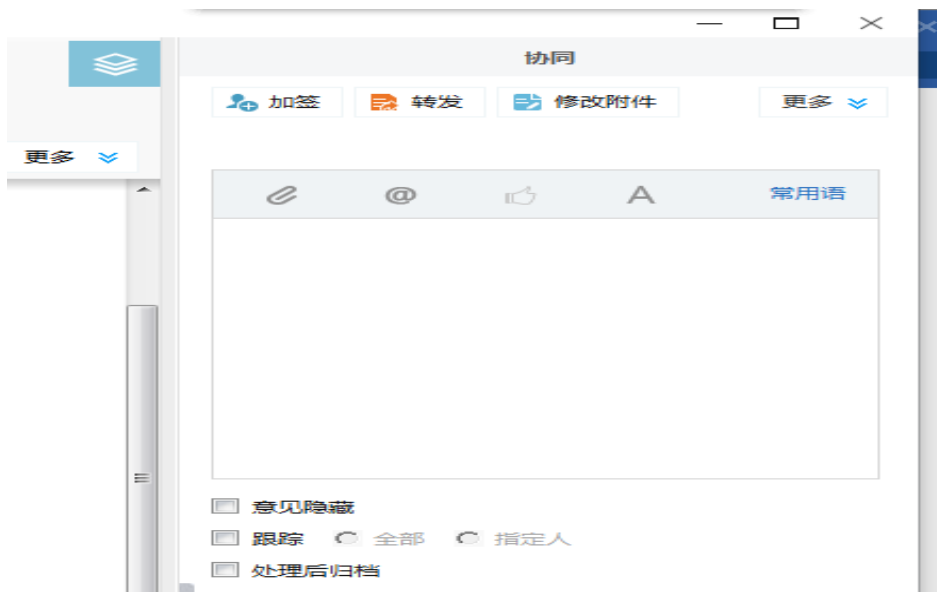 协同
加签 转发 修改附件 更多
更多
@ A 常用语
意见隐藏
跟踪 全部 指定人
处理后归档